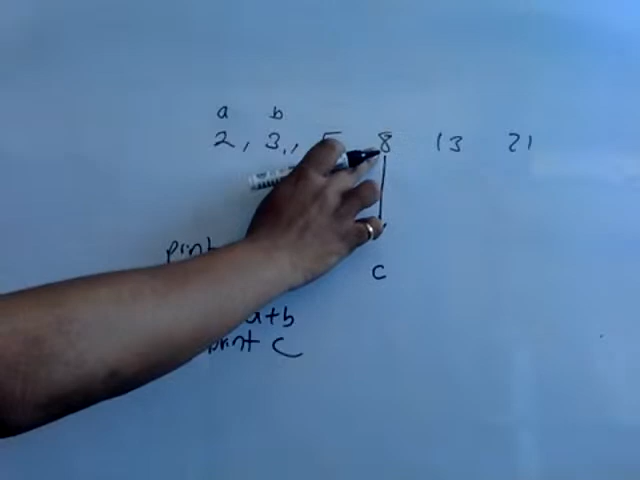 a b
2, 3,, 5 8 13 21
print
c
a+b
print C